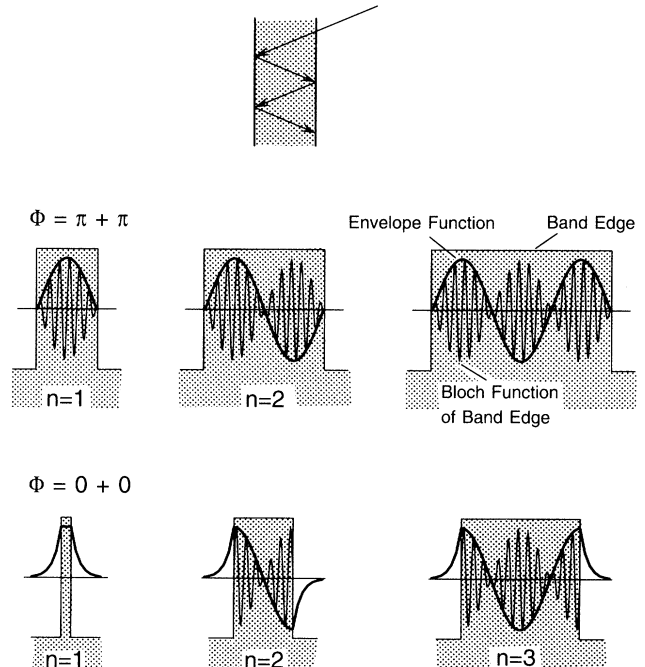 Φ = π + π
Envelope Function
Band Edge
n=1
n=2
Bloch Function
of Band Edge
Φ = 0 + 0
n=1
n=2
n=3